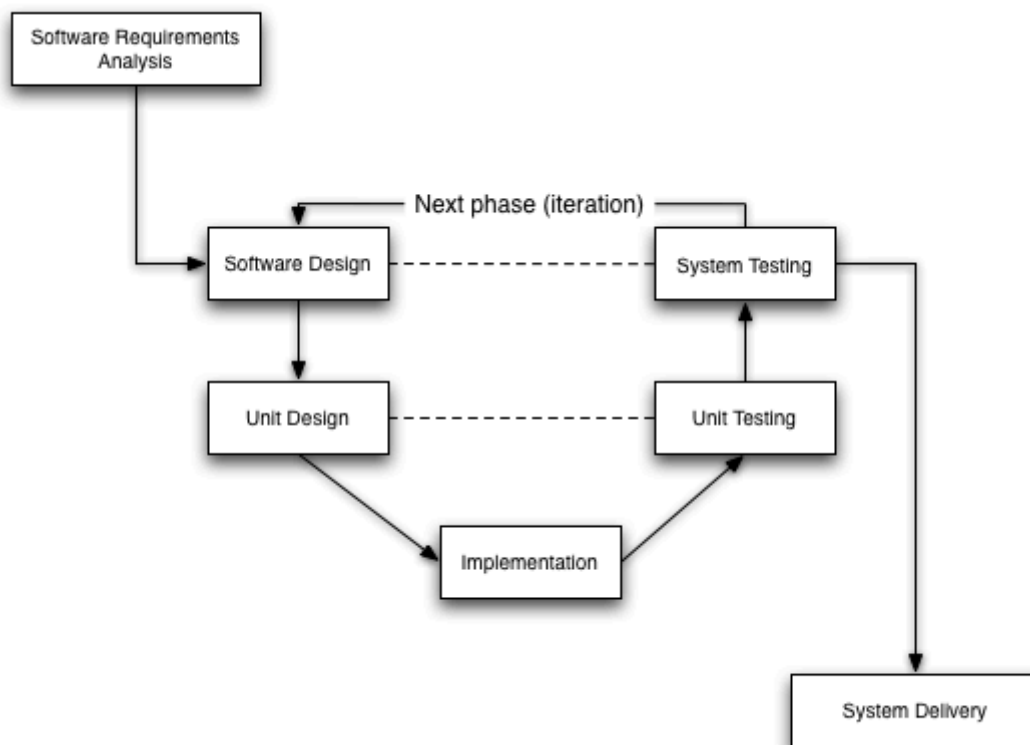 Software Requirements
Analysis
Next phase (iteration)
Software Design
System Testing
Unit Design
Unit Testing
Implementation
System Delivery